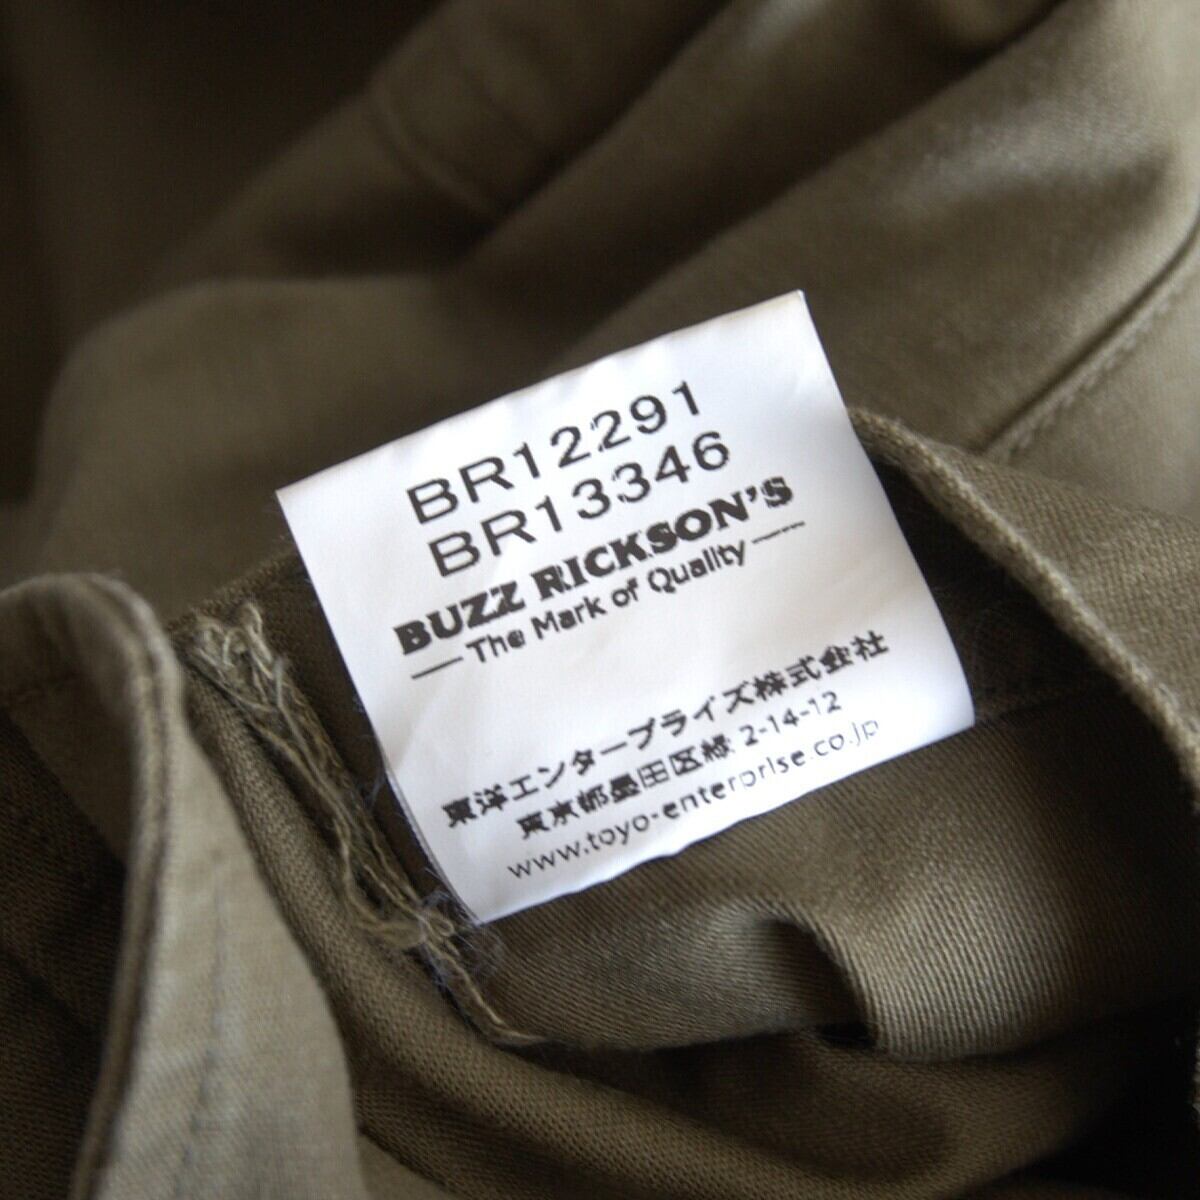 BR12291
BR13346
BUZZ RICKSON'S
The Mark of Quality
東洋エンタープライズ株式会社
東京都墨田区緑 2-14-12
www.toyo-enterprise.co.jp